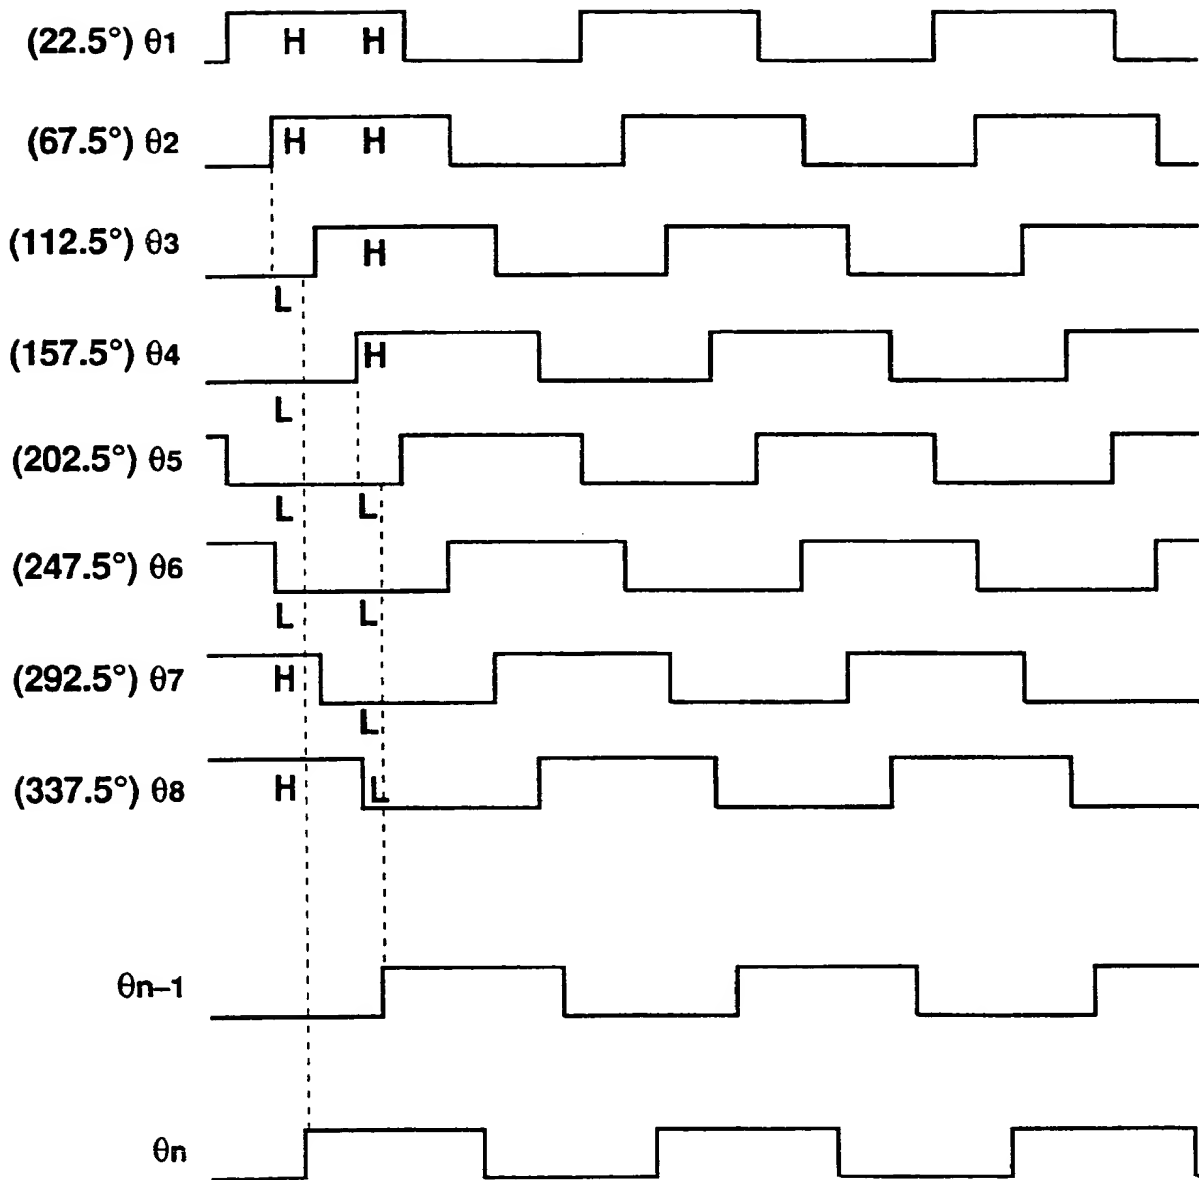 (22.5°) θ1 H H
(67.5°) θ2 H H
(112.5°) θ3 H
L
(157.5°) θ4 H
L
(202.5°) θ5
L L
(247.5°) θ6
L L
(292.5°) θ7 H
L
(337.5°) θ8 H L
θn–1
θn